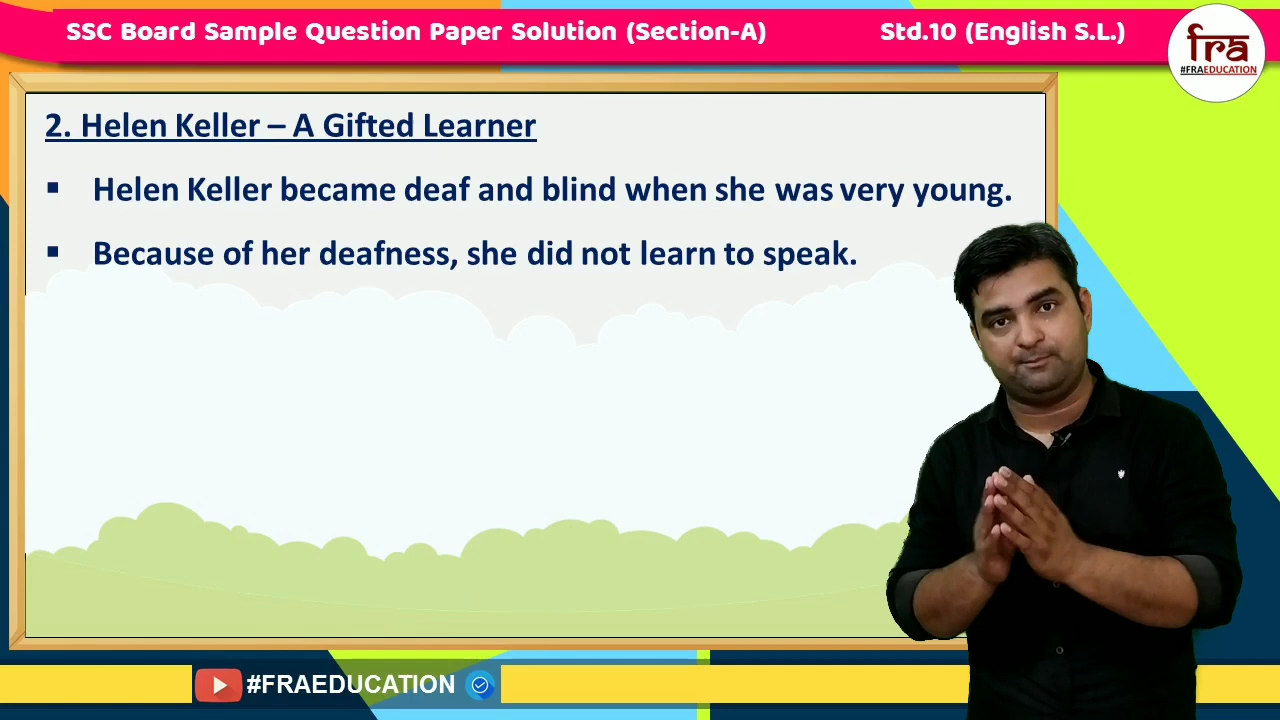 SSC Board Sample Question Paper Solution (Section-A) Std.10 (English S.L.)
fra
#FRAEDUCATION
2. Helen Keller – A Gifted Learner
▪ Helen Keller became deaf and blind when she was very young.
▪ Because of her deafness, she did not learn to speak.
#FRAEDUCATION